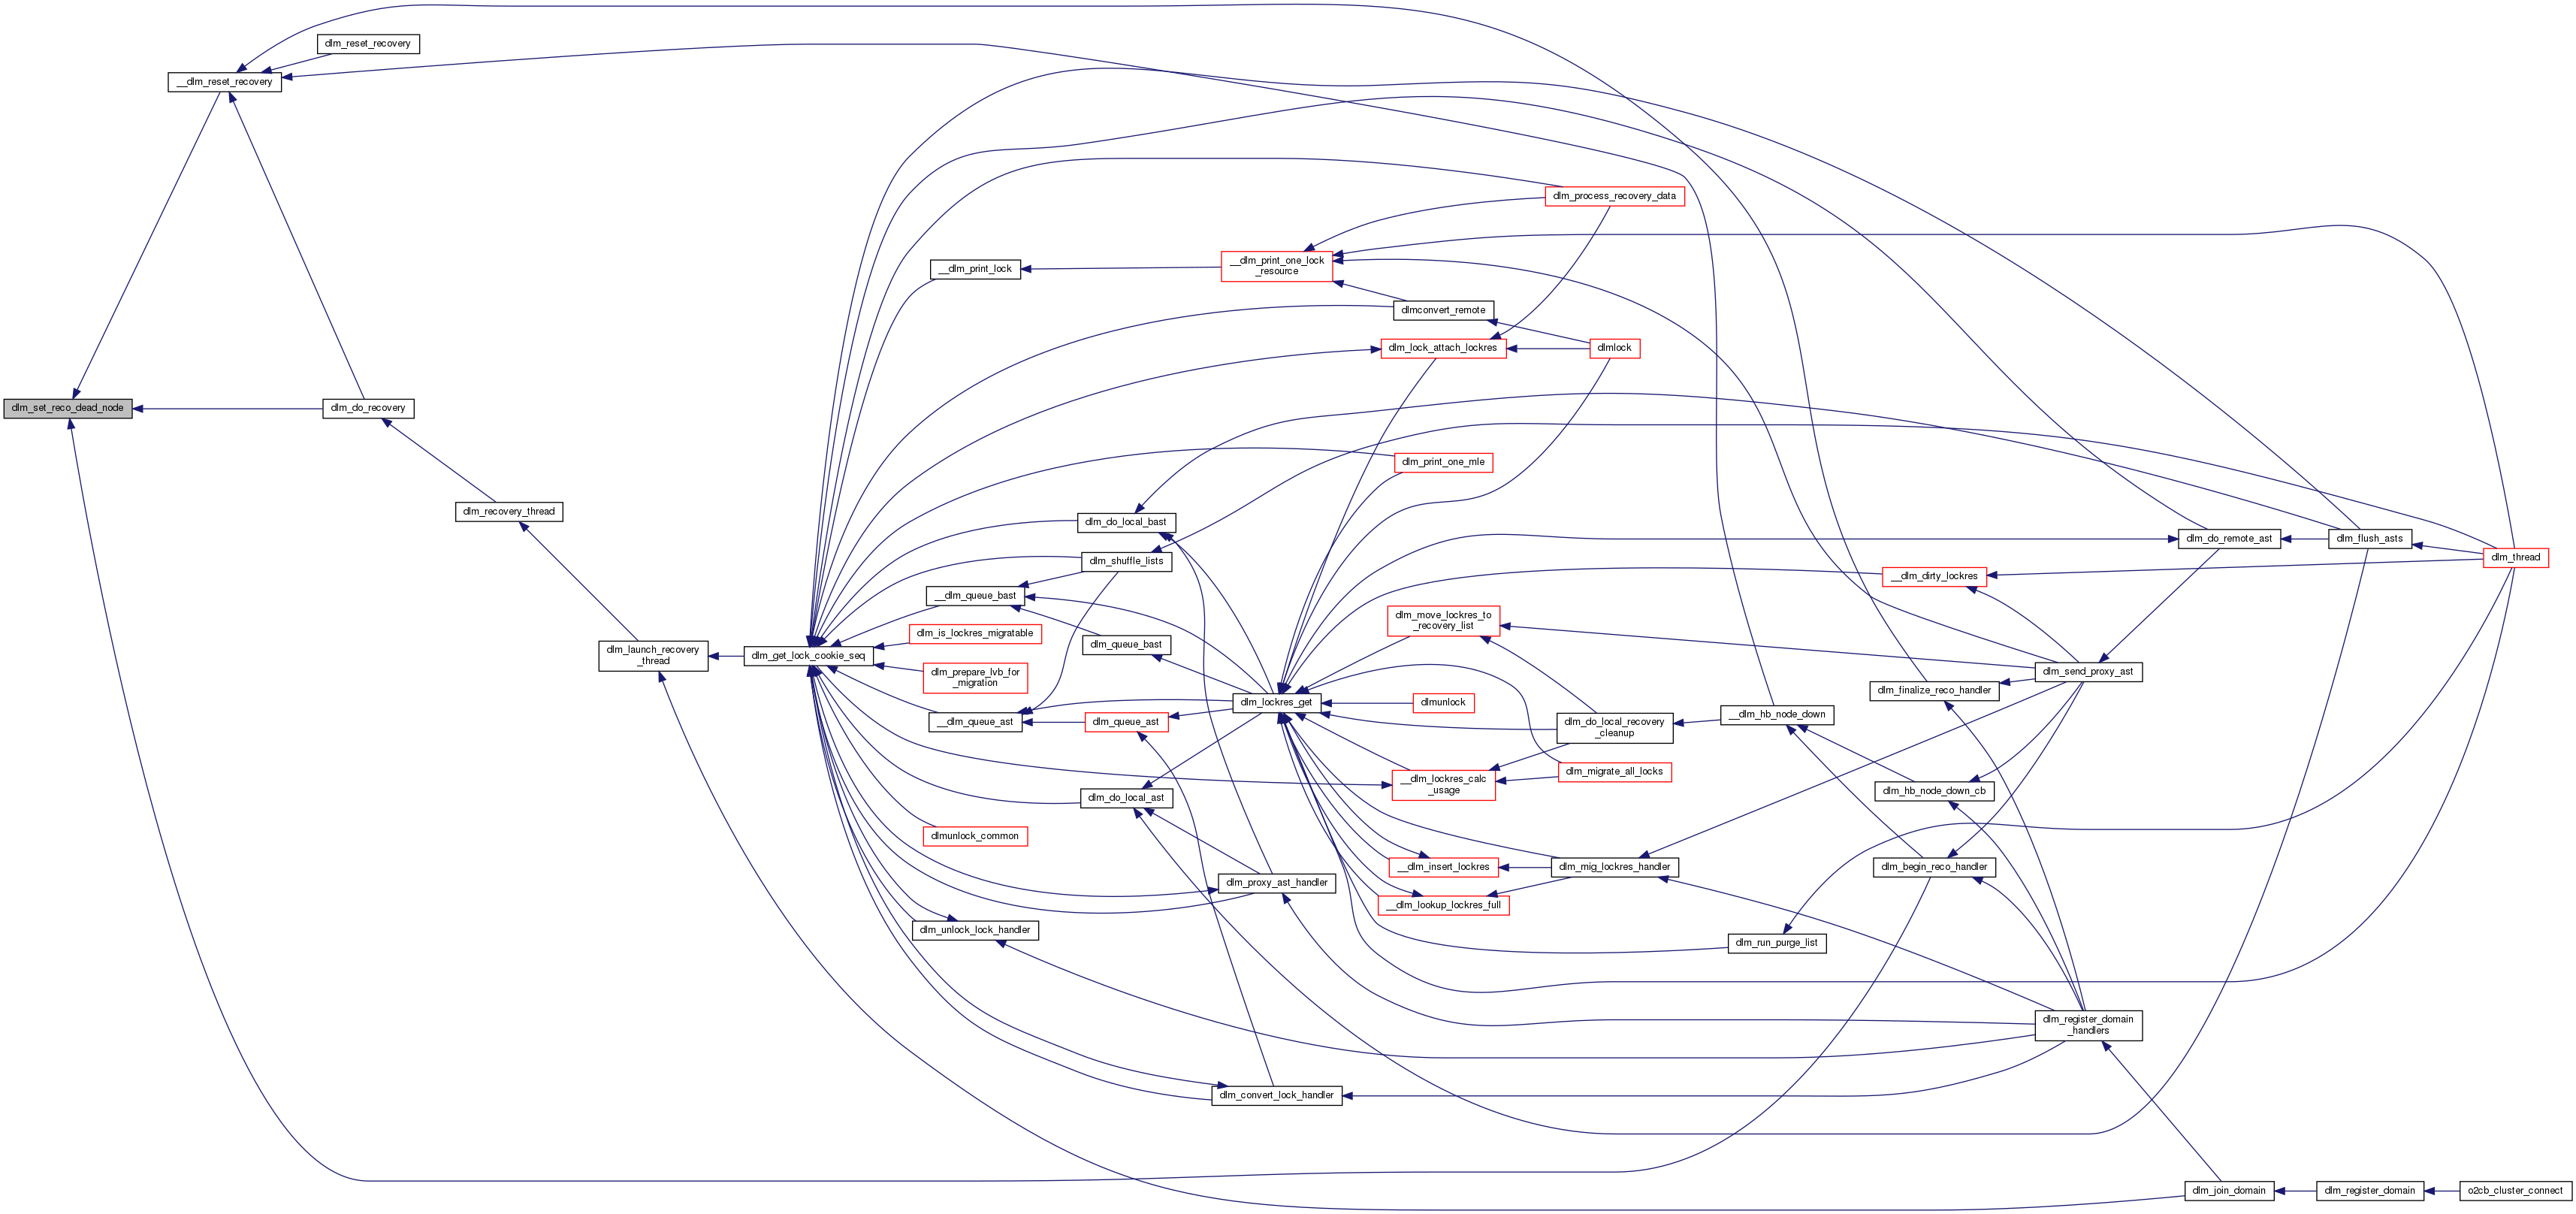 dlm_reset_recovery
__dlm_reset_recovery
dlm_set_reco_dead_node
dlm_do_recovery
dlm_recovery_thread
dlm_launch_recovery
_thread
dlm_get_lock_cookie_seq
__dlm_print_lock
__dlm_queue_bast
dlm_is_lockres_migratable
dlm_prepare_lvb_for
_migration
__dlm_queue_ast
dlmunlock_common
dlm_unlock_lock_handler
dlm_do_local_bast
dlm_shuffle_lists
dlm_queue_bast
dlm_queue_ast
dlm_do_local_ast
__dlm_print_one_lock
_resource
dlm_lockres_get
dlm_proxy_ast_handler
dlm_convert_lock_handler
dlmconvert_remote
dlm_lock_attach_lockres
dlm_print_one_mle
dlm_move_lockres_to
_recovery_list
dlmunlock
__dlm_lockres_calc
_usage
__dlm_insert_lockres
__dlm_lookup_lockres_full
dlm_process_recovery_data
dlmlock
dlm_do_local_recovery
_cleanup
dlm_migrate_all_locks
dlm_mig_lockres_handler
__dlm_hb_node_down
dlm_run_purge_list
__dlm_dirty_lockres
dlm_finalize_reco_handler
dlm_hb_node_down_cb
dlm_begin_reco_handler
dlm_send_proxy_ast
dlm_register_domain
_handlers
dlm_do_remote_ast
dlm_join_domain
dlm_flush_asts
dlm_register_domain
dlm_thread
o2cb_cluster_connect